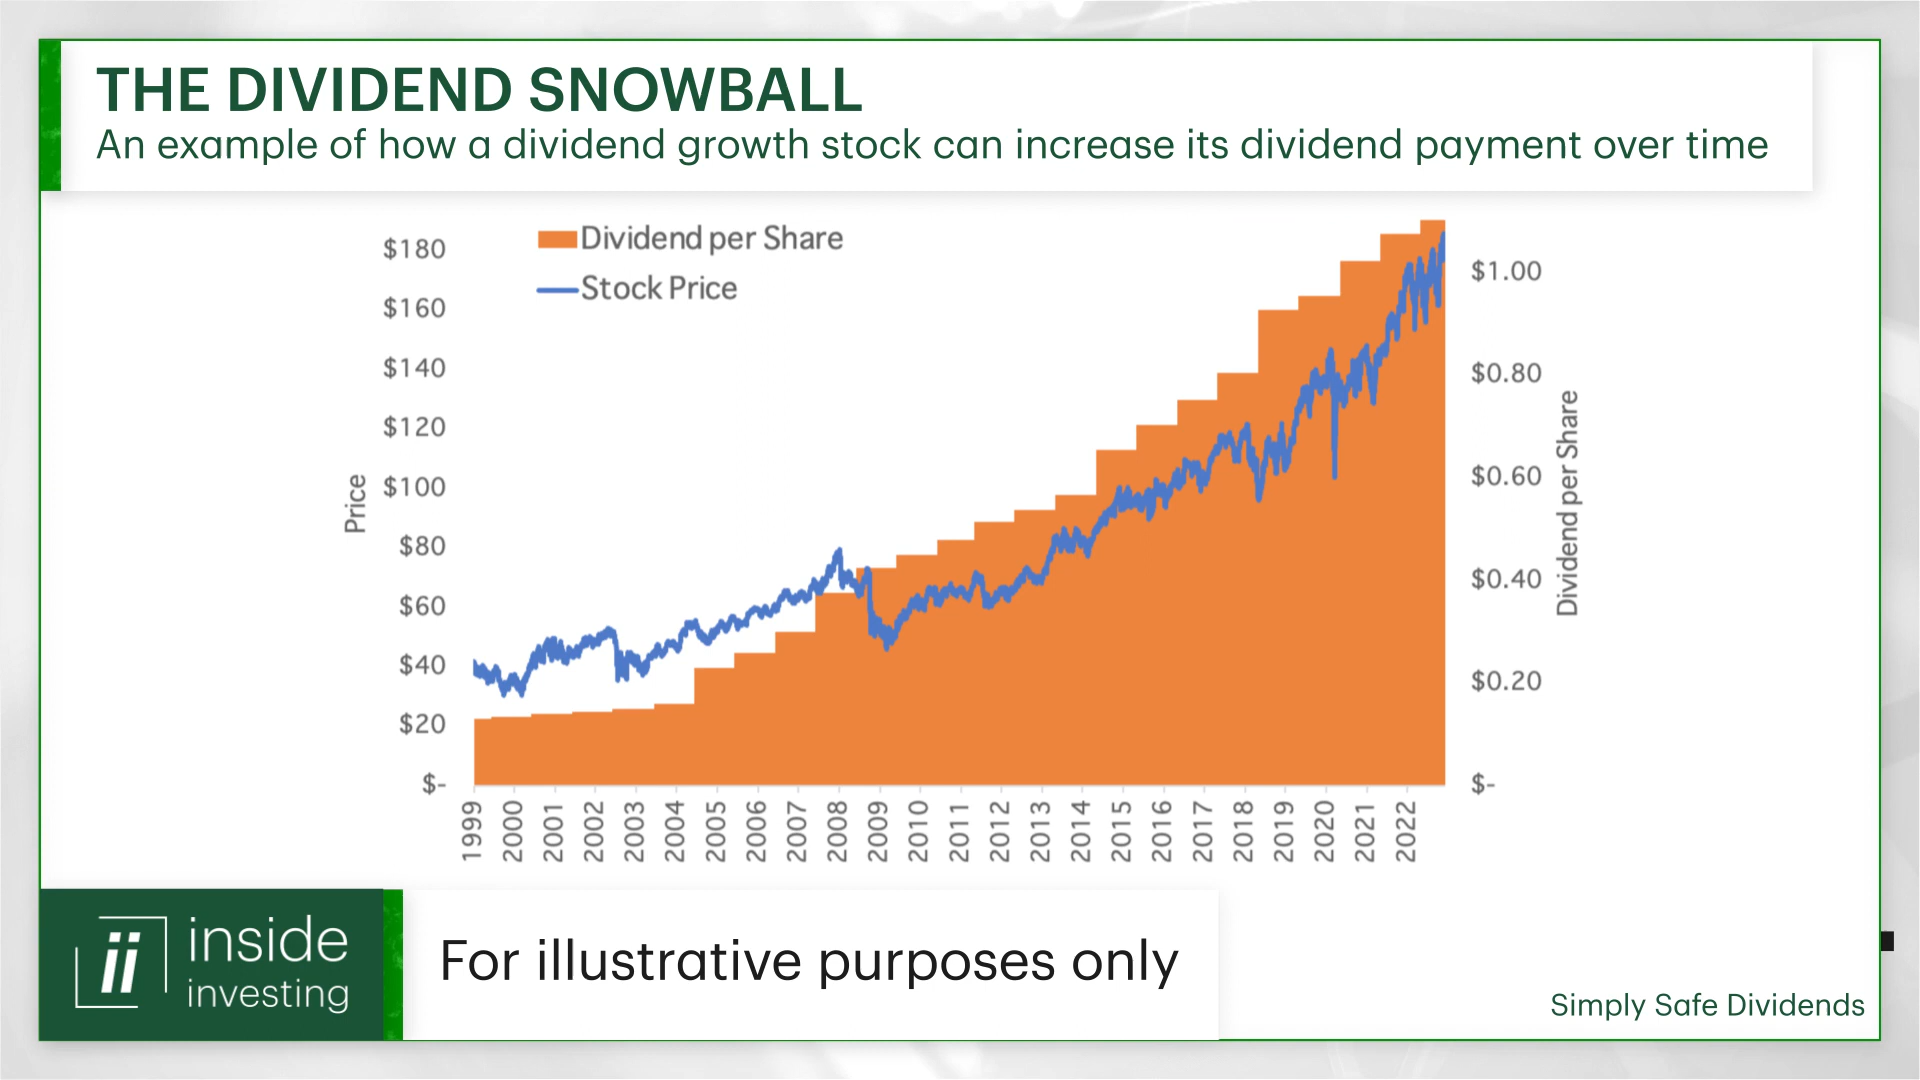 THE DIVIDEND SNOWBALL
An example of how a dividend growth stock can increase its dividend payment over time
Dividend per Share
Stock Price
Price
$180
$160
$140
$120
$100
$80
$60
$40
$20
$-
$1.00
$0.80
$0.60
$0.40
$0.20
$-
Dividend per Share
1999 2000 2001 2002 2003 2004 2005 2006 2007 2008 2009 2010 2011 2012 2013 2014 2015 2016 2017 2018 2019 2020 2021 2022
ii
inside
investing
For illustrative purposes only
Simply Safe Dividends